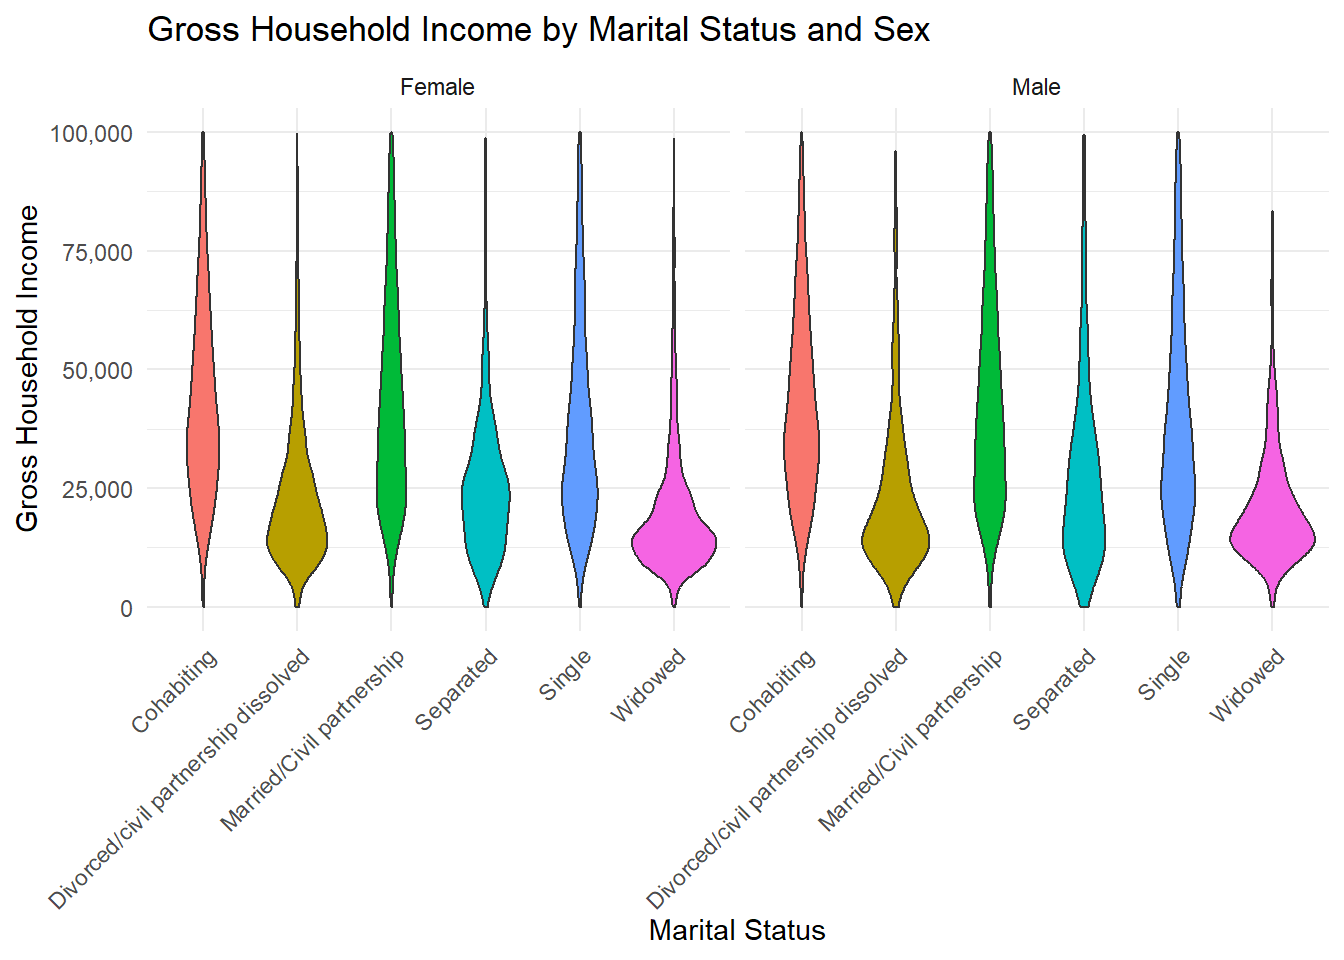 Gross Household Income by Marital Status and Sex
Female
Male
Gross Household Income
100,000
75,000
50,000
25,000
0
Cohabiting
Divorced/civil partnership dissolved
Married/Civil partnership
Separated
Single
Widowed
Cohabiting
Divorced/civil partnership dissolved
Married/Civil partnership
Separated
Single
Widowed
Marital Status